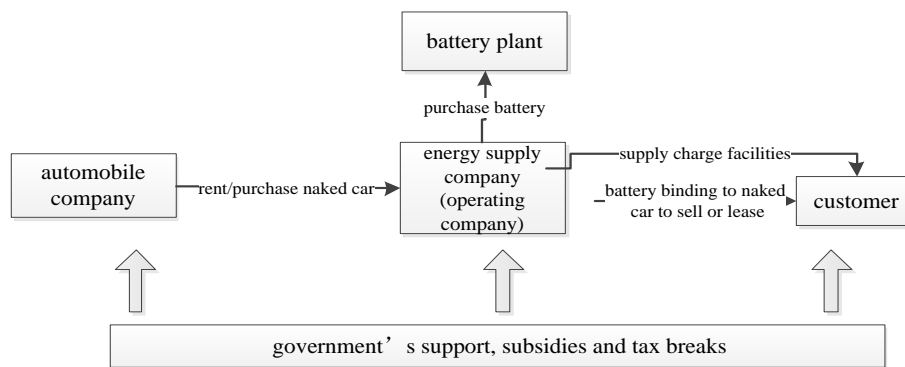 battery plant
purchase battery
energy supply
company
(operating
company)
supply charge facilities
automobile
company
rent/purchase naked car
battery binding to naked
car to sell or lease
customer
government’s support, subsidies and tax breaks